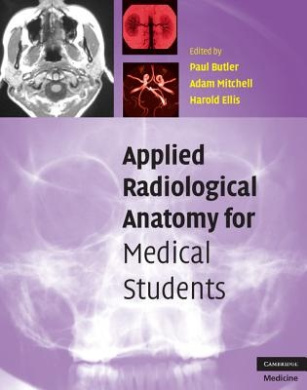 Edited by
Paul Butler
Adam Mitchell
Harold Ellis
Applied
Radiological
Anatomy for
Medical
Students
CAMBRIDGE
Medicine